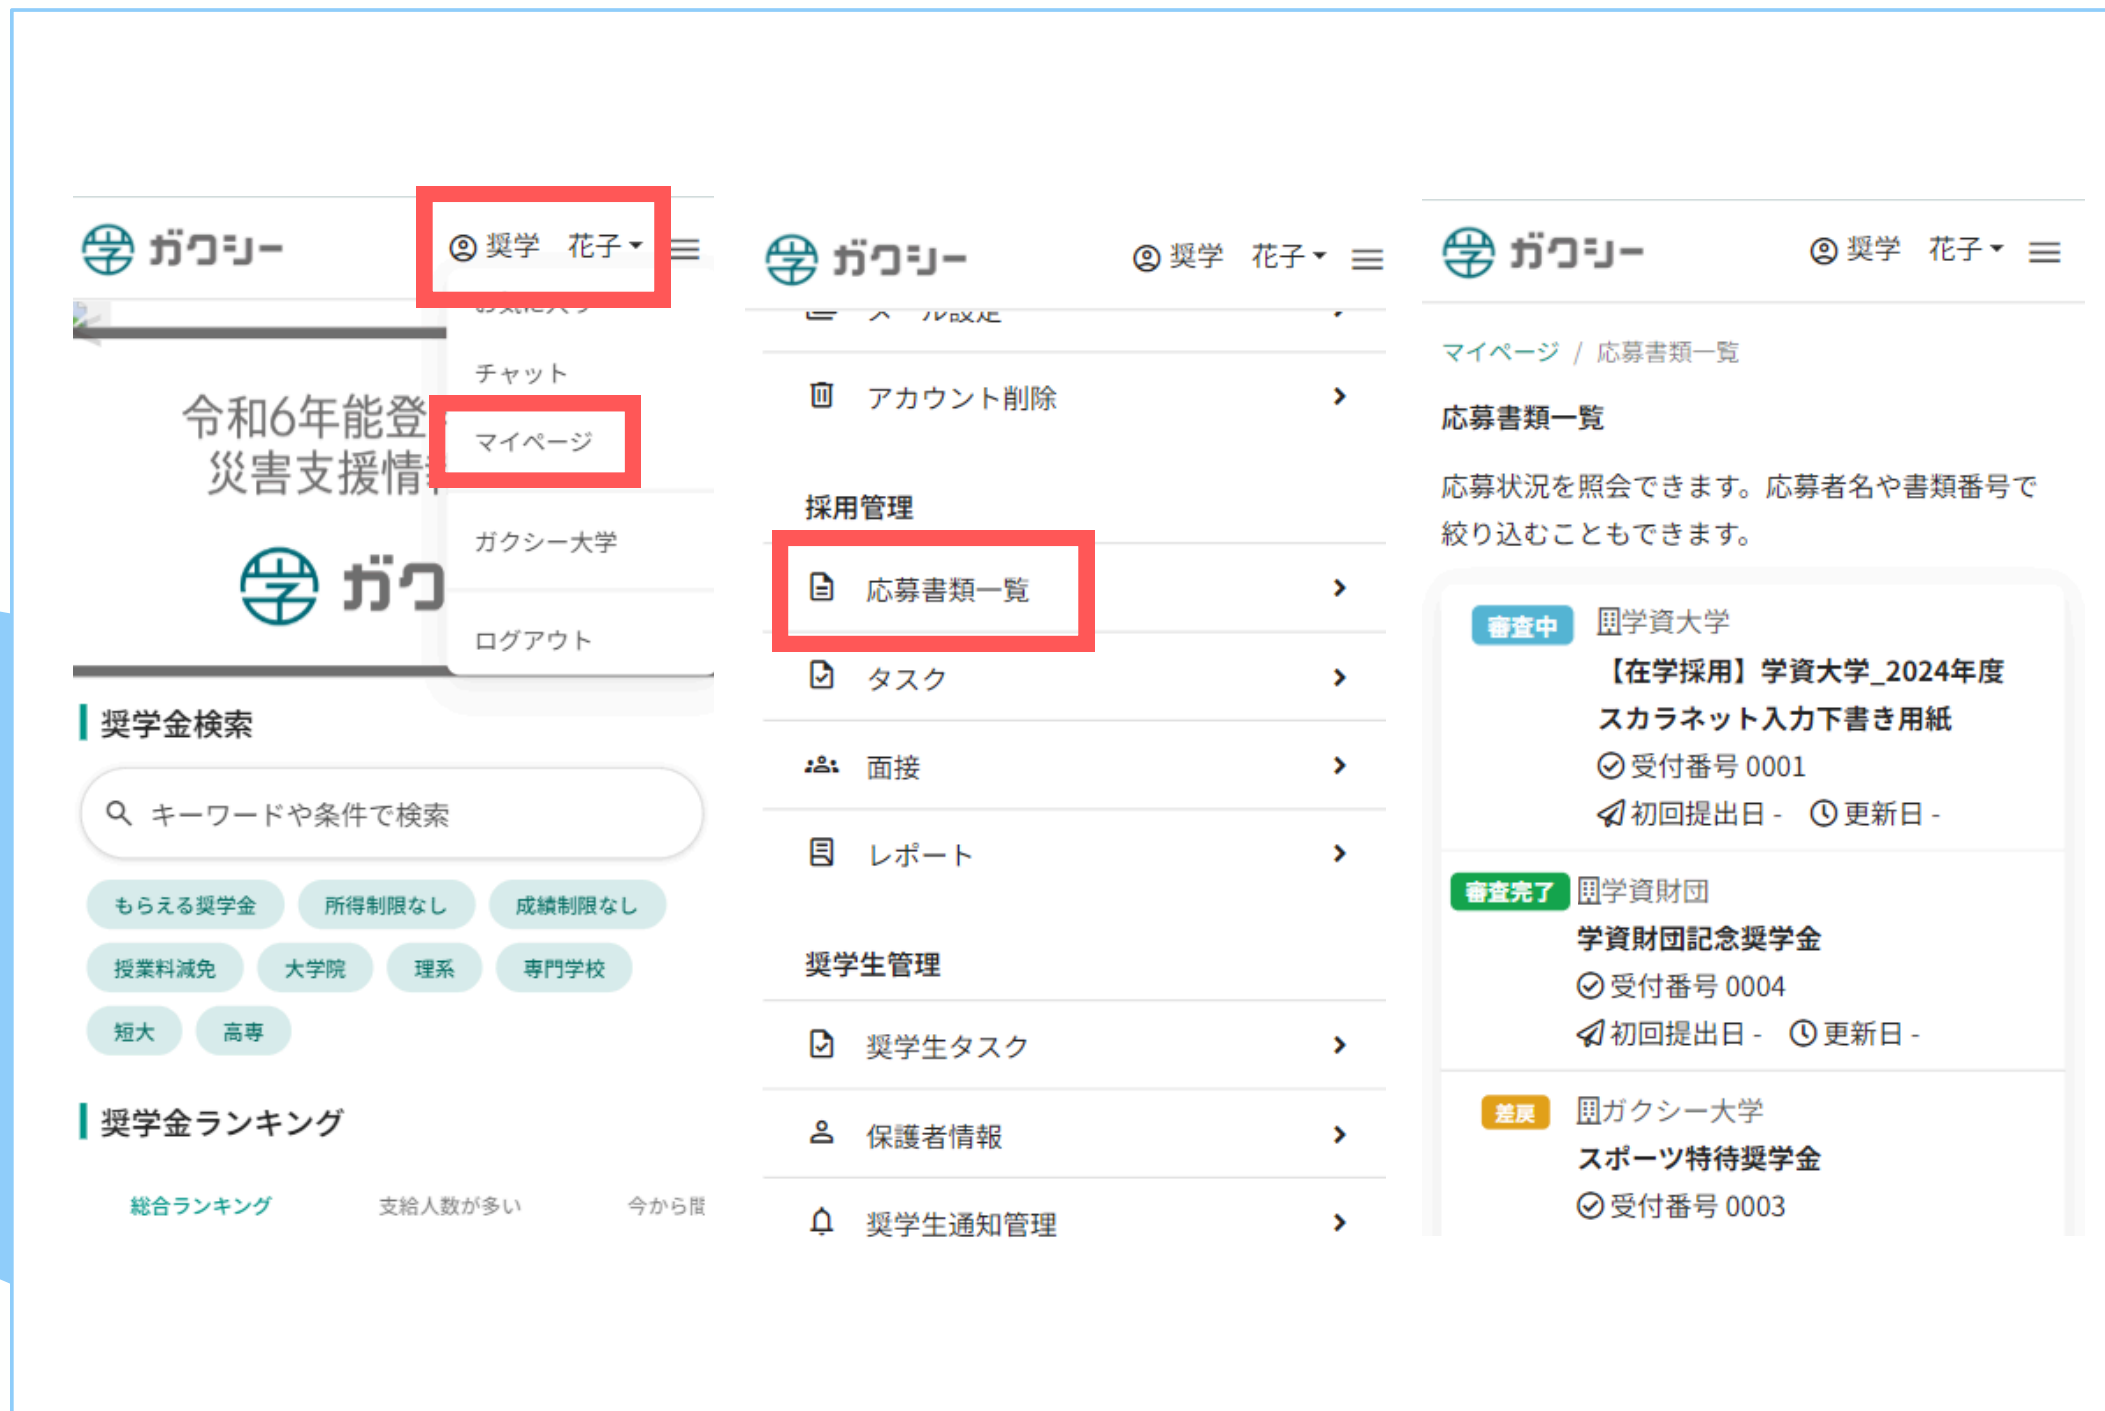 ガクシー
奨学 花子
お気に入り
チャット
マイページ
ガクシー大学
ログアウト
令和6年能登
災害支援情
ガク
奨学金検索
キーワードや条件で検索
もらえる奨学金 所得制限なし 成績制限なし
授業料減免 大学院 理系 専門学校
短大 高専
奨学金ランキング
総合ランキング 支給人数が多い 今から間
ガクシー
奨学 花子
メール設定
アカウント削除
採用管理
応募書類一覧
タスク
面接
レポート
奨学生管理
奨学生タスク
保護者情報
奨学生通知管理
ガクシー
奨学 花子
マイページ / 応募書類一覧
応募書類一覧
応募状況を照会できます。応募者名や書類番号で
絞り込むこともできます。
審査中 学資大学
【在学採用】学資大学_2024年度
スカラネット入力下書き用紙
受付番号 0001
初回提出日 - 更新日 -
審査完了 学資財団
学資財団記念奨学金
受付番号 0004
初回提出日 - 更新日 -
差戻 ガクシー大学
スポーツ特待奨学金
受付番号 0003